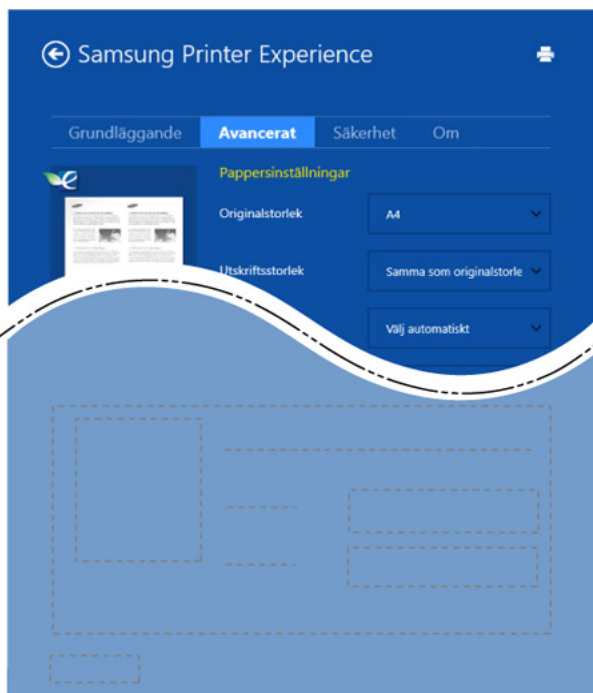 Samsung Printer Experience
Grundläggande Avancerat Säkerhet Om
Pappersinställningar
Originalstorlek A4
Utskriftsstorlek Samma som originalstorle
Välj automatiskt